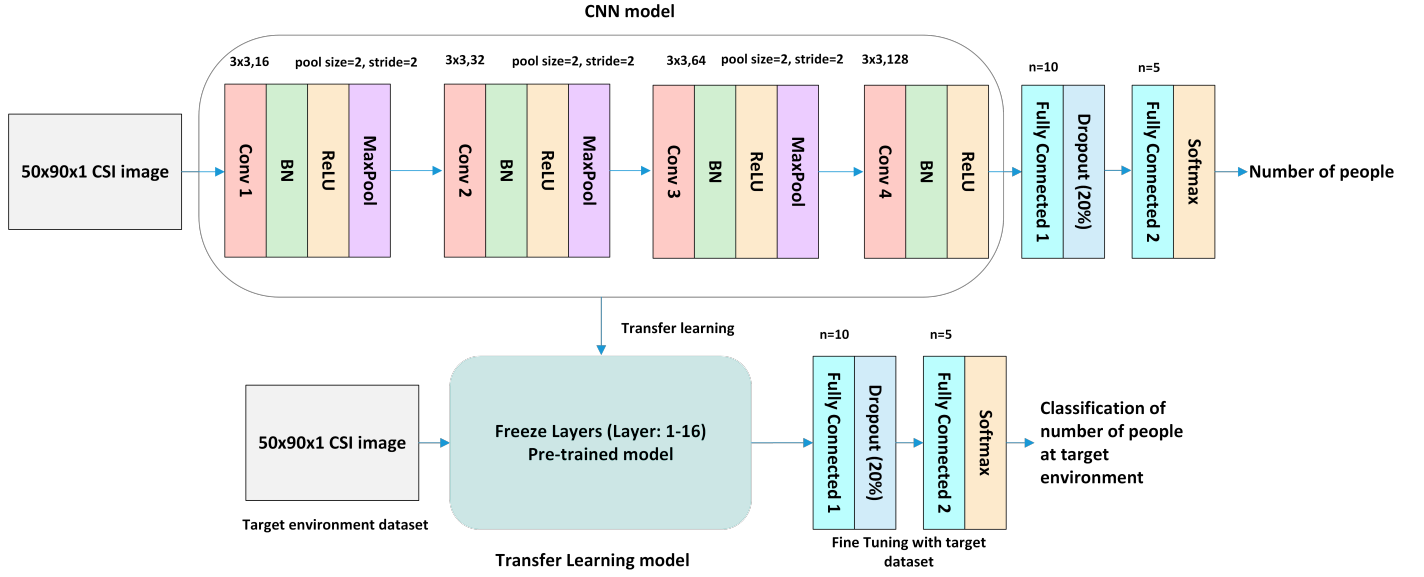 CNN model
3x3,16
pool size=2, stride=2
3x3,32
pool size=2, stride=2
3x3,64
pool size=2, stride=2
3x3,128
n=10
n=5
50x90x1 CSI image
Conv 1
BN
ReLU
MaxPool
Conv 2
BN
ReLU
MaxPool
Conv 3
BN
ReLU
MaxPool
Conv 4
BN
ReLU
Fully Connected 1
Dropout (20%)
Fully Connected 2
Softmax
Number of people
Transfer learning
n=10
n=5
50x90x1 CSI image
Target environment dataset
Freeze Layers (Layer: 1-16)
Pre-trained model
Transfer Learning model
Fully Connected 1
Dropout (20%)
Fully Connected 2
Softmax
Fine Tuning with target
dataset
Classification of
number of people
at target
environment